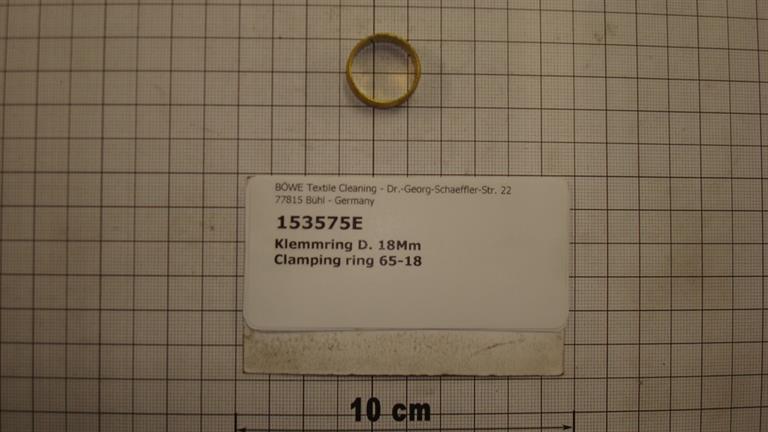 BÖWE Textile Cleaning - Dr.-Georg-Schaeffler-Str. 22
77815 Bühl - Germany
153575E
Klemmring D. 18Mm
Clamping ring 65-18
10 cm